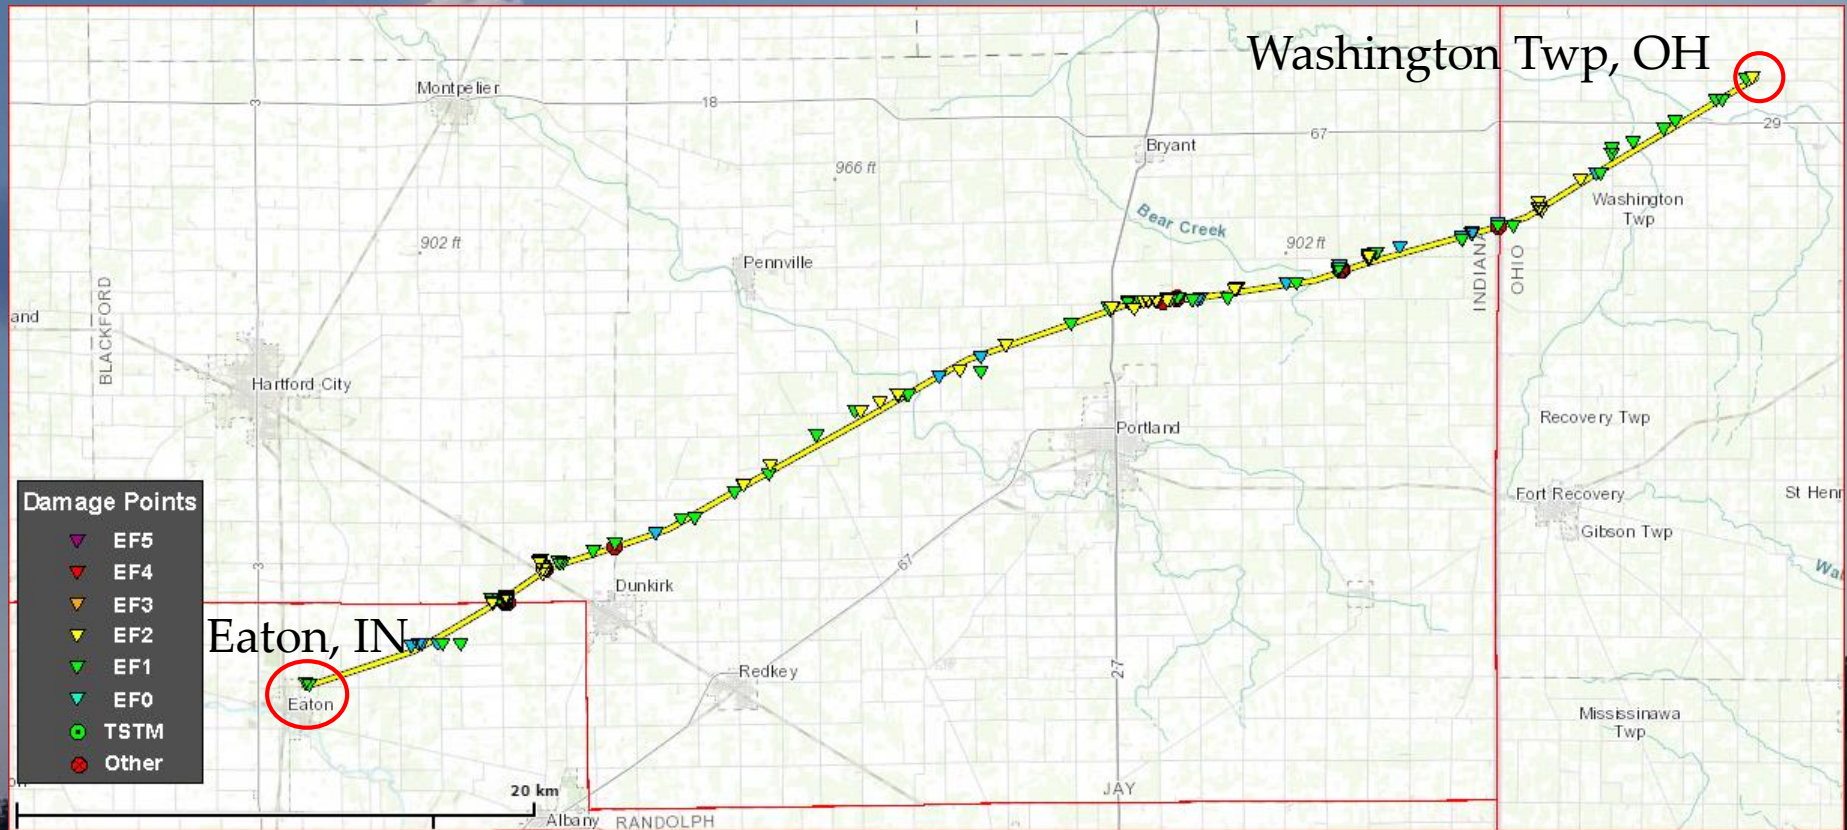 Washington Twp, OH
Montpelier
3
18
67
29
Bryant
966 ft
Washington
Twp
Bear Creek
902 ft
902 ft
Pennville
INDIANA
OHIO
BLACKFORD
and
Hartford City
Portland
Recovery Twp
Fort Recovery
St Henr
Gibson Twp
Damage Points
EF5
EF4
EF3
EF2
EF1
EF0
TSTM
Other
3
67
Dunkirk
Wa
Eaton, IN
Redkey
27
Eaton
Mississinawa
Twp
20 km
JAY
Albany
RANDOLPH